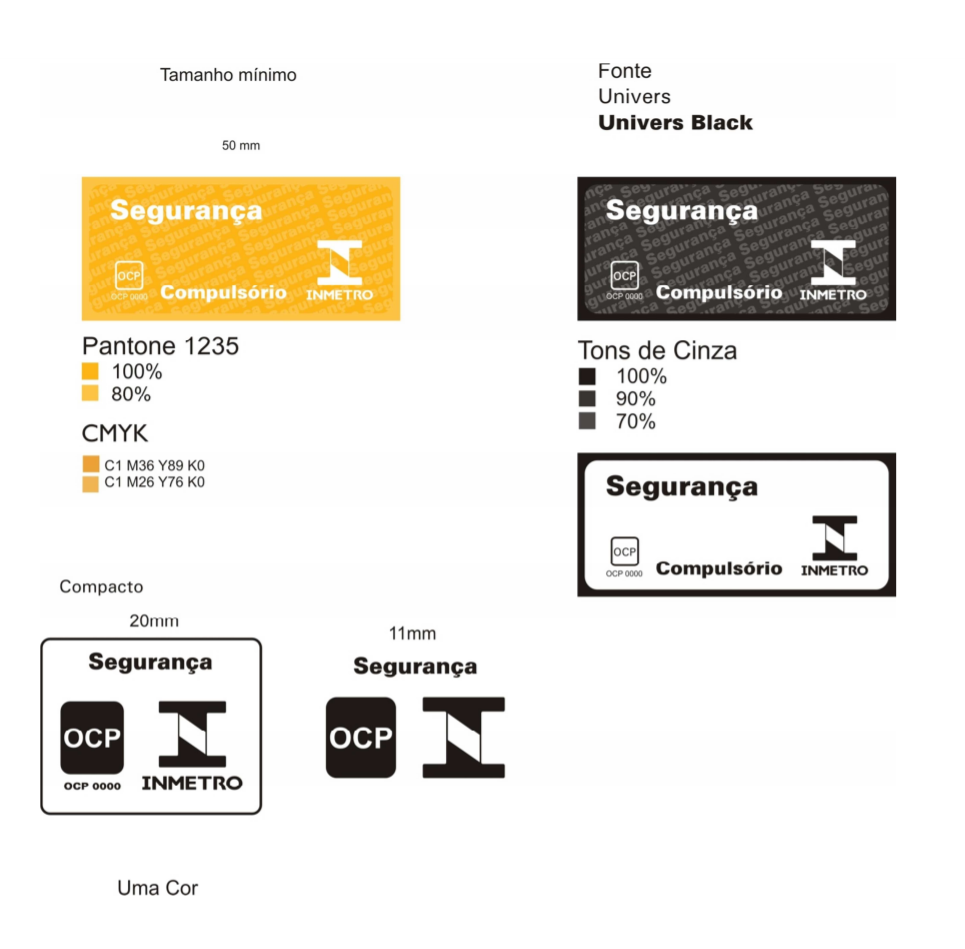 Tamanho mínimo
50 mm
Segurança
OCP
OCP 0000
Compulsório
INMETRO
Pantone 1235
100%
80%
CMYK
C1 M36 Y89 K0
C1 M26 Y76 K0
Fonte
Univers
Univers Black
Segurança
OCP
OCP 0000
Compulsório
INMETRO
Tons de Cinza
100%
90%
70%
Segurança
OCP
OCP 0000
Compulsório
INMETRO
Compacto
20mm
Segurança
OCP
OCP 0000
INMETRO
11mm
Segurança
OCP
Uma Cor